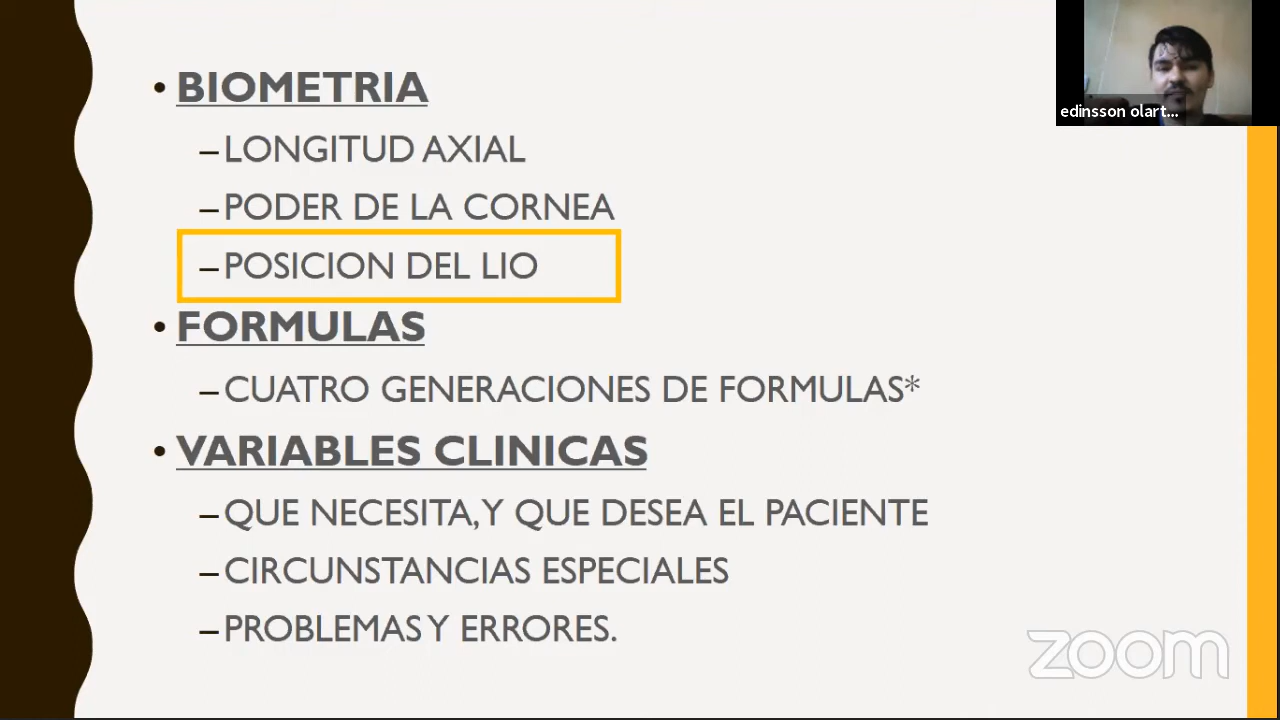 • BIOMETRIA
– LONGITUD AXIAL
– PODER DE LA CORNEA
– POSICION DEL LIO
• FORMULAS
– CUATRO GENERACIONES DE FORMULAS*
• VARIABLES CLINICAS
– QUE NECESITA, Y QUE DESEA EL PACIENTE
– CIRCUNSTANCIAS ESPECIALES
– PROBLEMAS Y ERRORES.
edinsson olart...
zoom